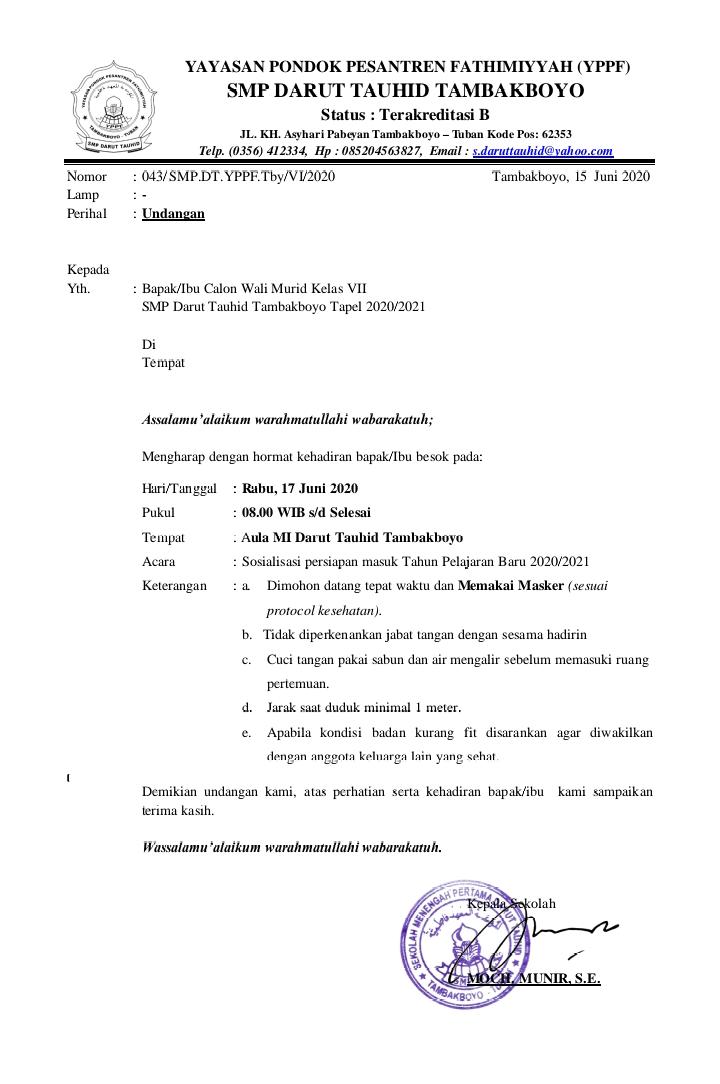 YAYASAN PONDOK PESANTREN FATHIMIYYAH (YPPF)
SMP DARUT TAUHID TAMBAKBOYO
Status : Terakreditasi B
JL. KH. Asyhari Pabeyan Tambakboyo – Tuban Kode Pos: 62353
Telp. (0356) 412334, Hp : 085204563827, Email : s.daruttauhid@yahoo.com
YAYASAN PONDOK PESANTREN FATHIMIYYAH
YPPF
TAMBAKBOYO - TUBAN
SMP DARUT TAUHID
Nomor : 043/SMP.DT.YPPF.Tby/VI/2020 Tambakboyo, 15 Juni 2020
Lamp : -
Perihal : Undangan
Kepada
Yth. : Bapak/Ibu Calon Wali Murid Kelas VII
SMP Darut Tauhid Tambakboyo Tapel 2020/2021
Di
Tempat
Assalamu’alaikum warahmatullahi wabarakatuh;
Mengharap dengan hormat kehadiran bapak/Ibu besok pada:
Hari/Tanggal : Rabu, 17 Juni 2020
Pukul : 08.00 WIB s/d Selesai
Tempat : Aula MI Darut Tauhid Tambakboyo
Acara : Sosialisasi persiapan masuk Tahun Pelajaran Baru 2020/2021
Keterangan : a. Dimohon datang tepat waktu dan Memakai Masker (sesuai
protocol kesehatan).
b. Tidak diperkenankan jabat tangan dengan sesama hadirin
c. Cuci tangan pakai sabun dan air mengalir sebelum memasuki ruang
pertemuan.
d. Jarak saat duduk minimal 1 meter.
e. Apabila kondisi badan kurang fit disarankan agar diwakilkan
dengan anggota keluarga lain yang sehat.
Demikian undangan kami, atas perhatian serta kehadiran bapak/ibu kami sampaikan
terima kasih.
Wassalamu’alaikum warahmatullahi wabarakatuh.
Kepala Sekolah
SEKOLAH MENENGAH PERTAMA DARUT TAUHID
SMP
TAMBAKBOYO - TUBAN
MOCH. MUNIR, S.E.